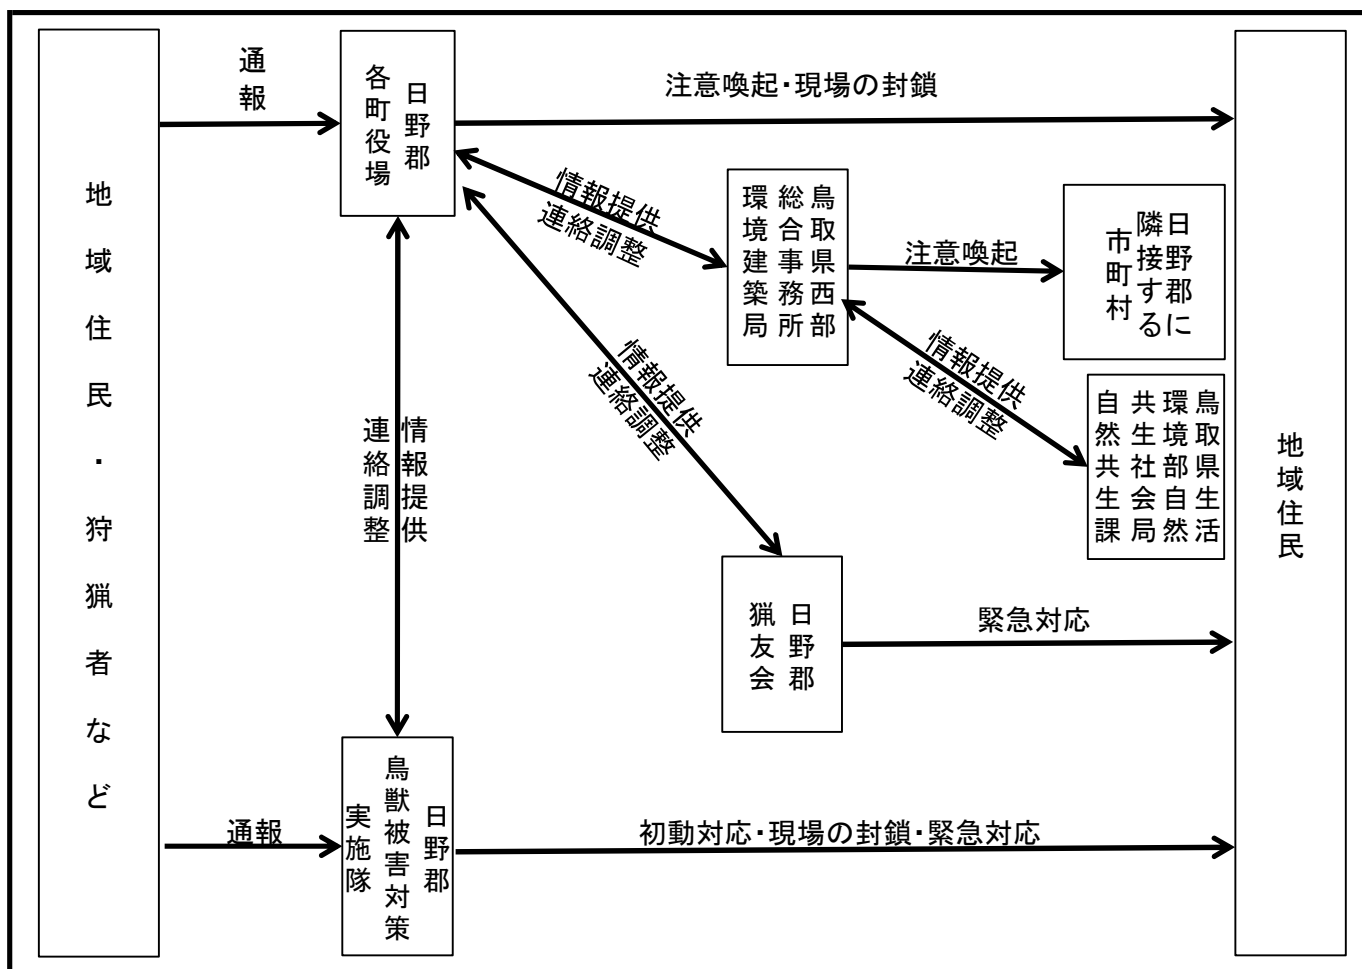 地域住民・狩猟者など
通報
日野郡
各町役場
注意喚起・現場の封鎖
情報提供
連絡調整
鳥取県西部
総合事務所
環境建築局
注意喚起
日野郡に
隣接する
市町村
情報提供
連絡調整
鳥取県生活
環境部自然
共生社会局
自然共生課
情報提供
連絡調整
情報提供
連絡調整
日野郡
猟友会
緊急対応
地域住民
通報
日野郡
鳥獣被害対策
実施隊
初動対応・現場の封鎖・緊急対応